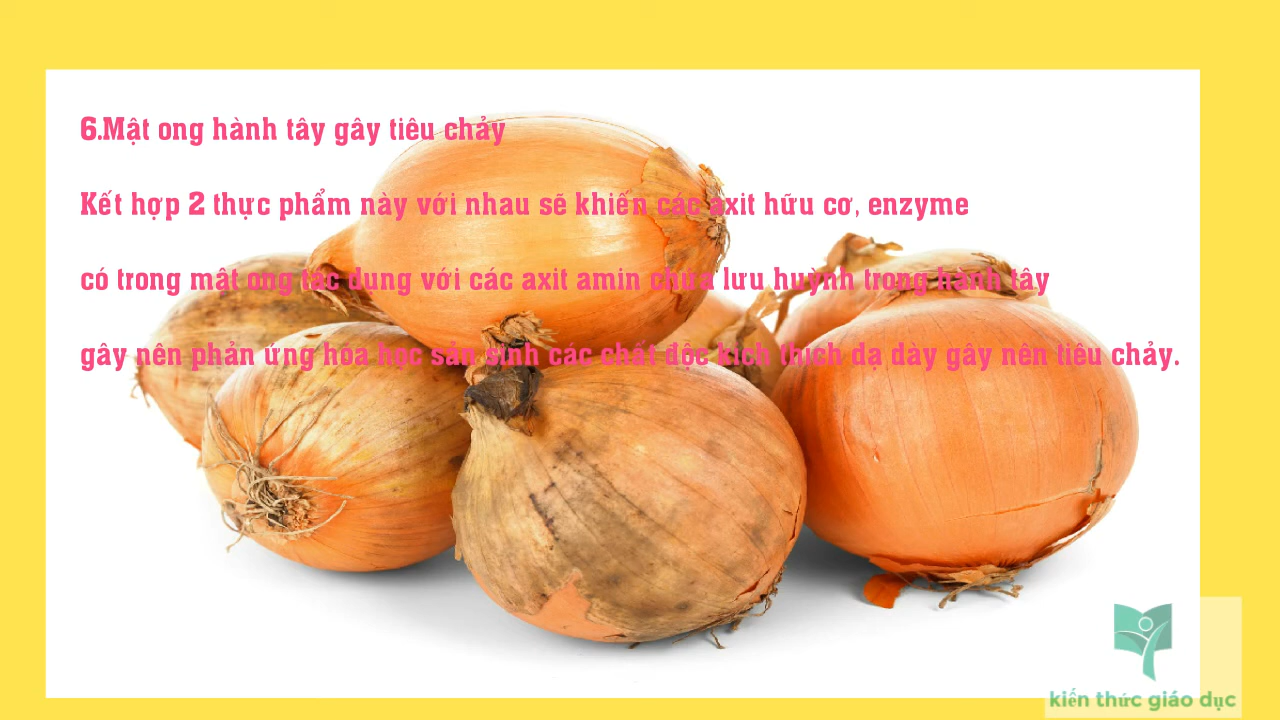 6.Mật ong hành tây gây tiêu chảy
Kết hợp 2 thực phẩm này với nhau sẽ khiến các axit hữu cơ, enzyme
có trong mật ong tác dụng với các axit amin chứa lưu huỳnh trong hành tây
gây nên phản ứng hóa học sản sinh các chất độc kích thích dạ dày gây nên tiêu chảy.
kiến thức giáo dục